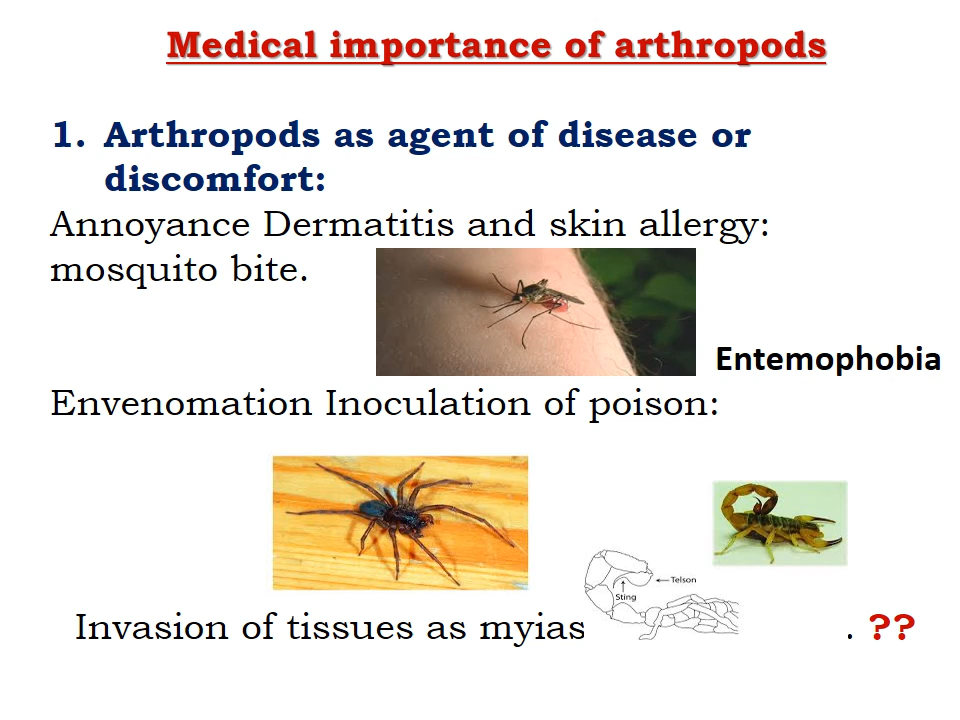 Medical importance of arthropods
1. Arthropods as agent of disease or
discomfort:
Annoyance Dermatitis and skin allergy:
mosquito bite.
Entemophobia
Envenomation Inoculation of poison:
Telson
Sting
Invasion of tissues as myias . ??